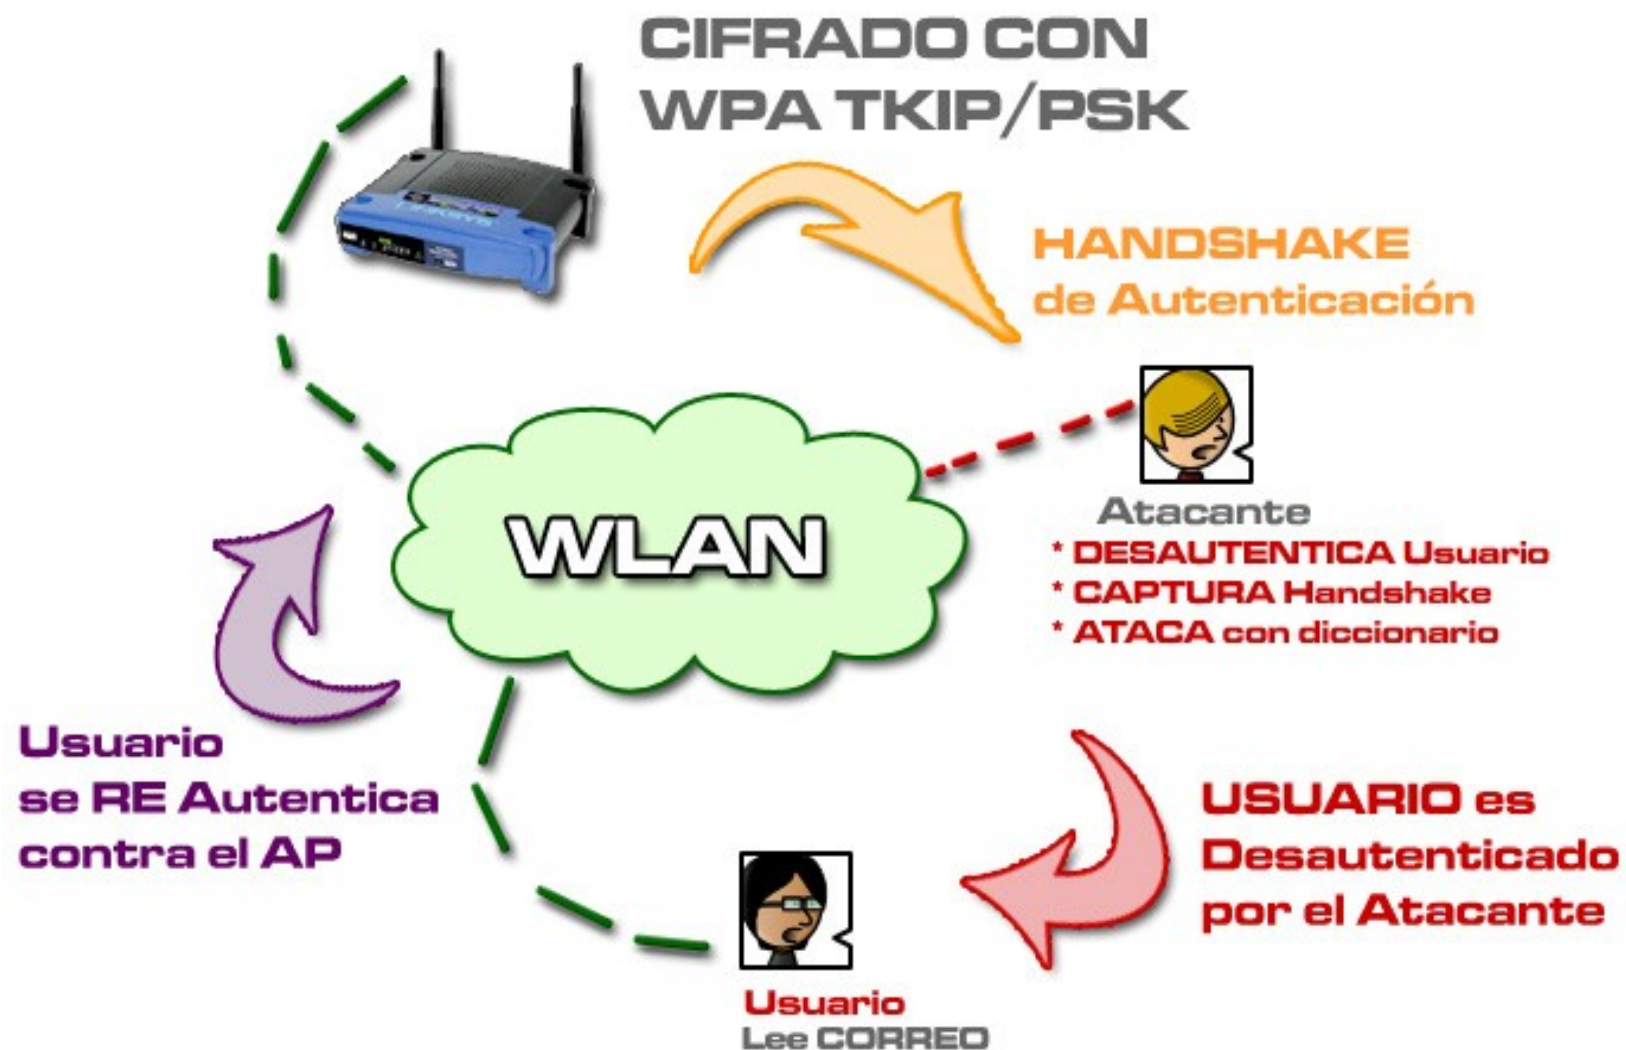 CIFRADO CON
WPA TKIP/PSK
LINKSYS
HANDSHAKE
de Autenticación
Atacante
* DESAUTENTICA Usuario
* CAPTURA Handshake
* ATACA con diccionario
WLAN
Usuario
se RE Autentica
contra el AP
USUARIO es
Desautenticado
por el Atacante
Usuario
Lee CORREO